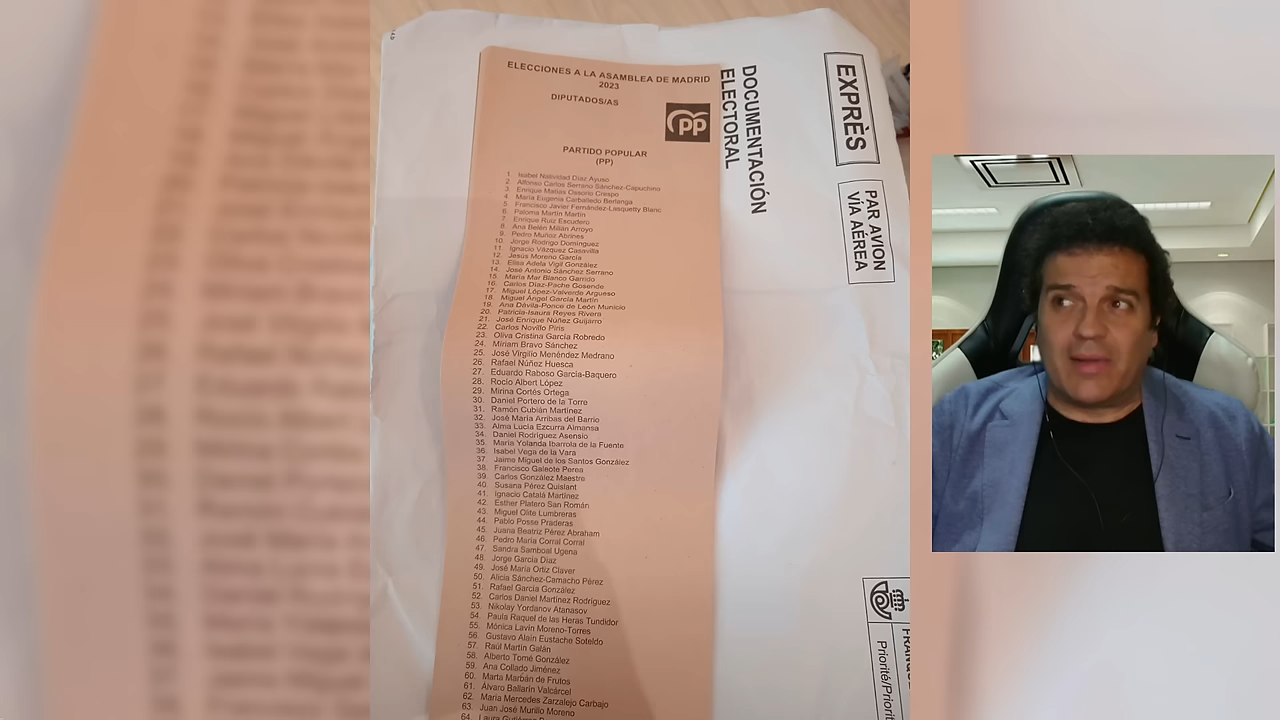 ELECCIONES A LA ASAMBLEA DE MADRID
2023
DIPUTADOS/AS
PP
PARTIDO POPULAR
(PP)
1. Isabel Natividad Díaz Ayuso
2. Alfonso Carlos Serrano Sánchez-Capuchino
3. Enrique Matías Ossorio Crespo
4. María Eugenia Carballedo Berlanga
5. Francisco Javier Fernández-Lasquetty Blanc
6. Paloma Martín Martín
7. Enrique Ruiz Escudero
8. Ana Belén Millán Arroyo
9. Pedro Muñoz Abrines
10. Jorge Rodrigo Domínguez
11. Ignacio Vázquez Casavilla
12. Jesús Moreno García
13. Elisa Adela Vigil González
14. José Antonio Sánchez Serrano
15. María Mar Blanco Garrido
16. Carlos Díaz-Pache Gosende
17. Miguel López-Valverde Argueso
18. Miguel Ángel García Martín
19. Ana Dávila-Ponce de León Municio
20. Patricia-Isaura Reyes Rivera
21. José Enrique Núñez Guijarro
22. Carlos Novillo Piris
23. Oliva Cristina García Robredo
24. Miriam Bravo Sánchez
25. José Virgilio Menéndez Medrano
26. Rafael Núñez Huesca
27. Eduardo Raboso García-Baquero
28. Rocío Albert López
29. Mirina Cortés Ortega
30. Daniel Portero de la Torre
31. Ramón Cubián Martínez
32. José María Arribas del Barrio
33. Alma Lucía Ezcurra Almansa
34. Daniel Rodríguez Asensio
35. María Yolanda Ibarrola de la Fuente
36. Isabel Vega de la Vara
37. Jaime Miguel de los Santos González
38. Francisco Galeote Perea
39. Carlos González Maestre
40. Susana Pérez Quislant
41. Ignacio Catalá Martínez
42. Esther Platero San Román
43. Miguel Olite Lumbreras
44. Pablo Posse Praderas
45. Juana Beatriz Pérez Abraham
46. Pedro María Corral Corral
47. Sandra Samboal Ugena
48. Jorge García Díaz
49. José María Ortiz Claver
50. Alicia Sánchez-Camacho Pérez
51. Rafael García González
52. Carlos Daniel Martínez Rodríguez
53. Nikolay Yordanov Atanasov
54. Paula Raquel de las Heras Tundidor
55. Mónica Lavín Moreno-Torres
56. Gustavo Alain Eustache Soteldo
57. Raúl Martín Galán
58. Alberto Tomé González
59. Ana Collado Jiménez
60. Marta Marbán de Frutos
61. Álvaro Ballarín Valcárcel
62. María Mercedes Zarzalejo Carbajo
63. Juan José Murillo Moreno
64. Laura
DOCUMENTACIÓN
ELECTORAL
EXPRÈS
PAR AVION
VÍA AÉREA
Priorité/Priorit